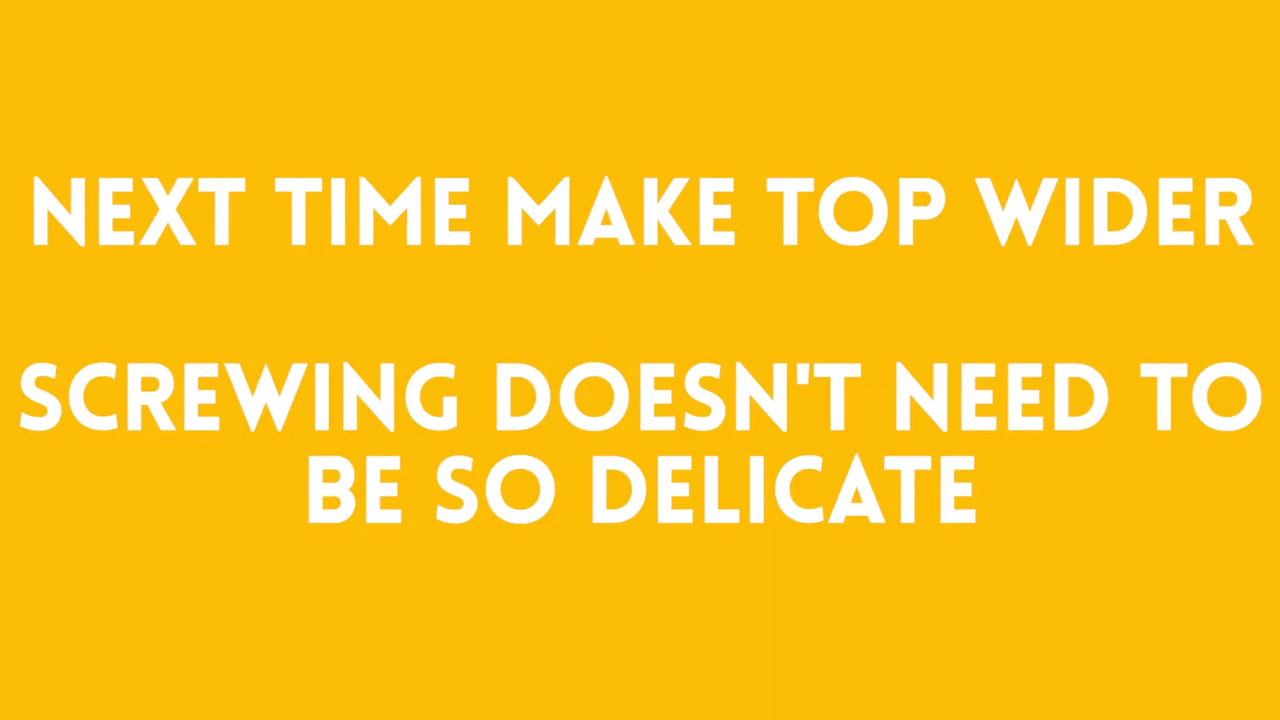 NEXT TIME MAKE TOP WIDER
SCREWING DOESN'T NEED TO
BE SO DELICATE